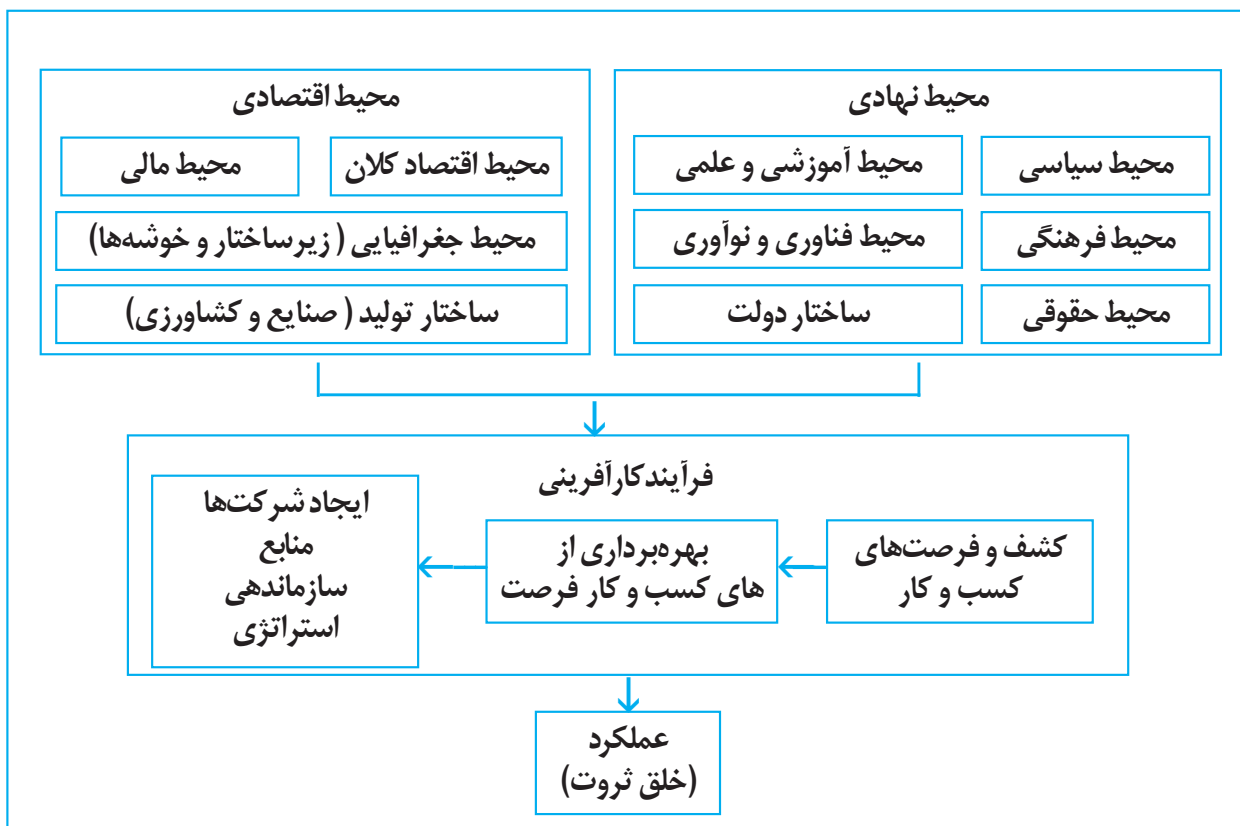 محیط نهادی
محیط سیاسی
محیط آموزشی و علمی
محیط فرهنگی
محیط فناوری و نوآوری
محیط حقوقی
ساختار دولت
محیط اقتصادی
محیط اقتصاد کلان
محیط مالی
محیط جغرافیایی (زیرساختار و خوشه‌ها)
ساختار تولید (صنایع و کشاورزی)
فرآیند کارآفرینی
کشف و فرصت‌های
کسب و کار
بهره‌برداری از
های کسب و کار فرصت
ایجاد شرکت‌ها
منابع
سازماندهی
استراتژی
عملکرد
(خلق ثروت)